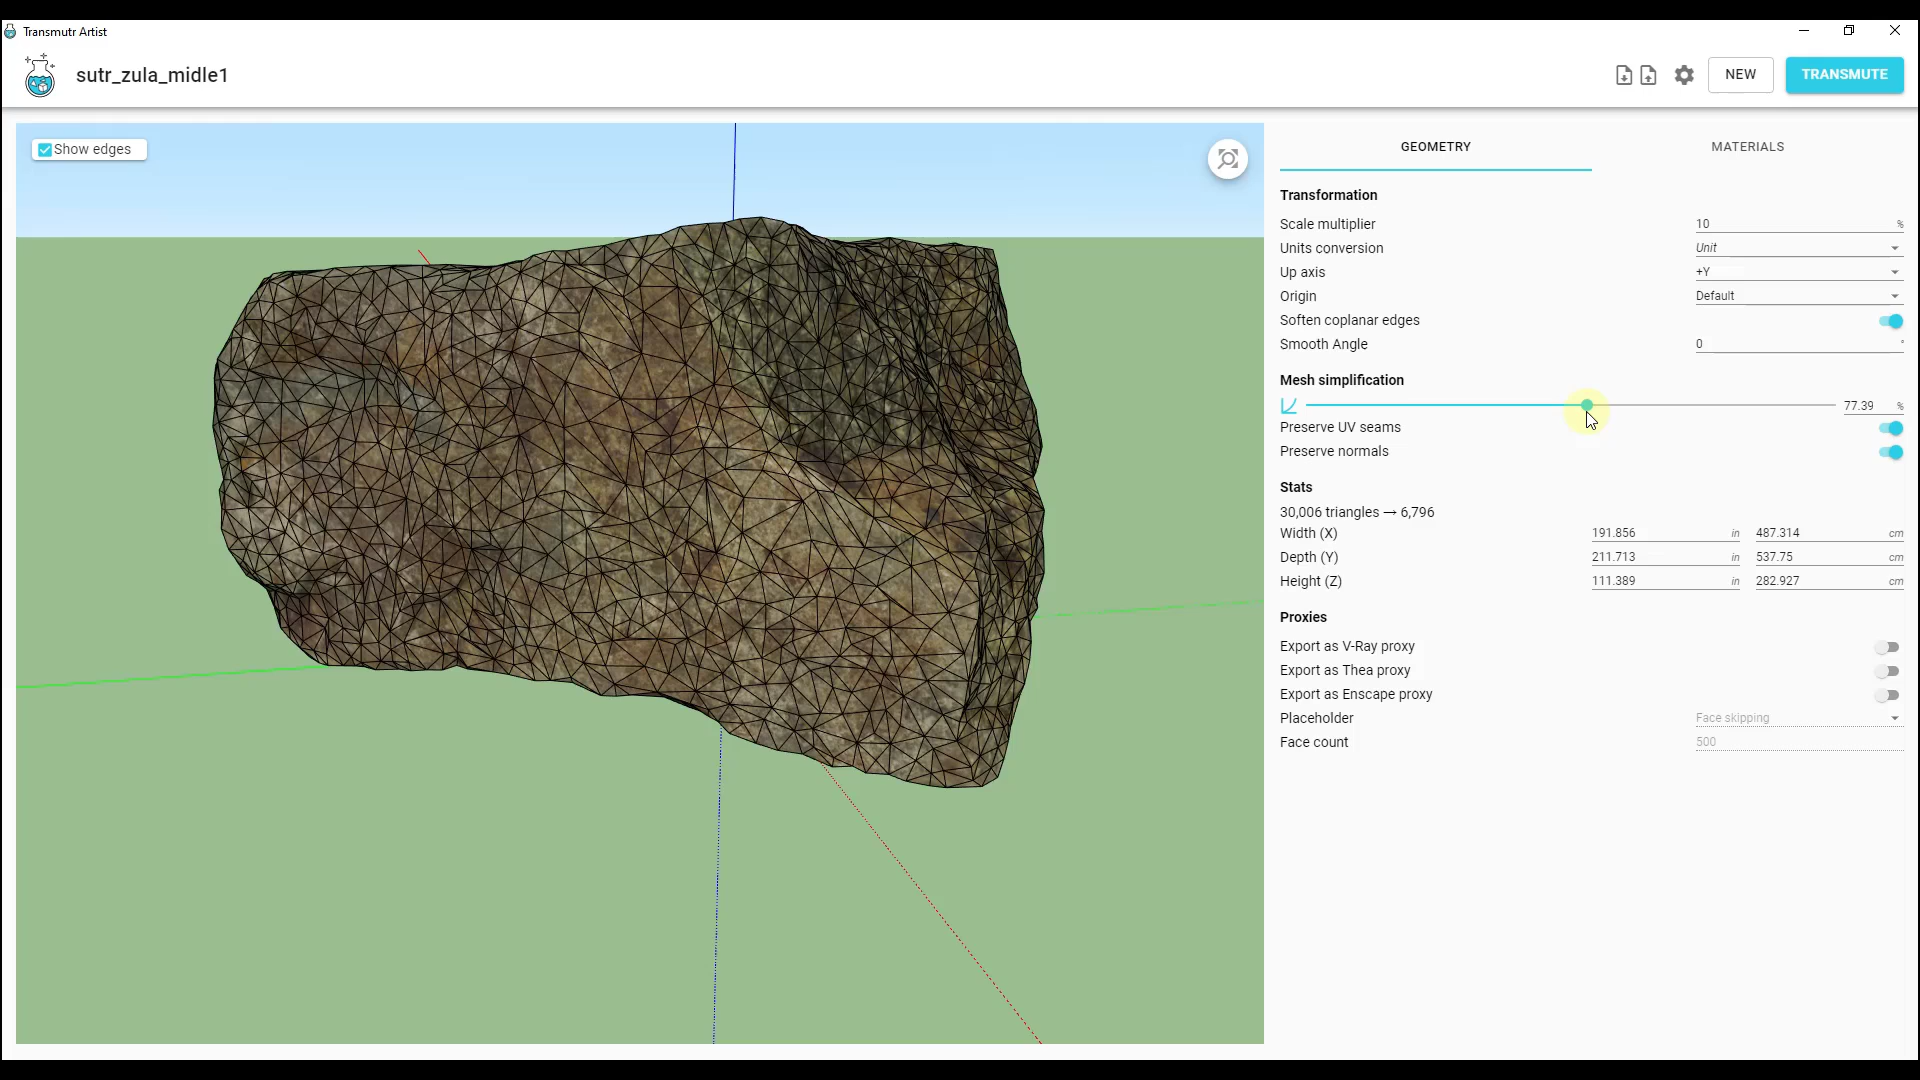 Transmutr Artist
sutr_zula_midle1
NEW
TRANSMUTE
Show edges
GEOMETRY
MATERIALS
Transformation
Scale multiplier 10 %
Units conversion Unit
Up axis +Y
Origin Default
Soften coplanar edges
Smooth Angle 0 °
Mesh simplification
77.39 %
Preserve UV seams
Preserve normals
Stats
30,006 triangles → 6,796
Width (X) 191.856 in 487.314 cm
Depth (Y) 211.713 in 537.75 cm
Height (Z) 111.389 in 282.927 cm
Proxies
Export as V-Ray proxy
Export as Thea proxy
Export as Enscape proxy
Placeholder Face skipping
Face count 500